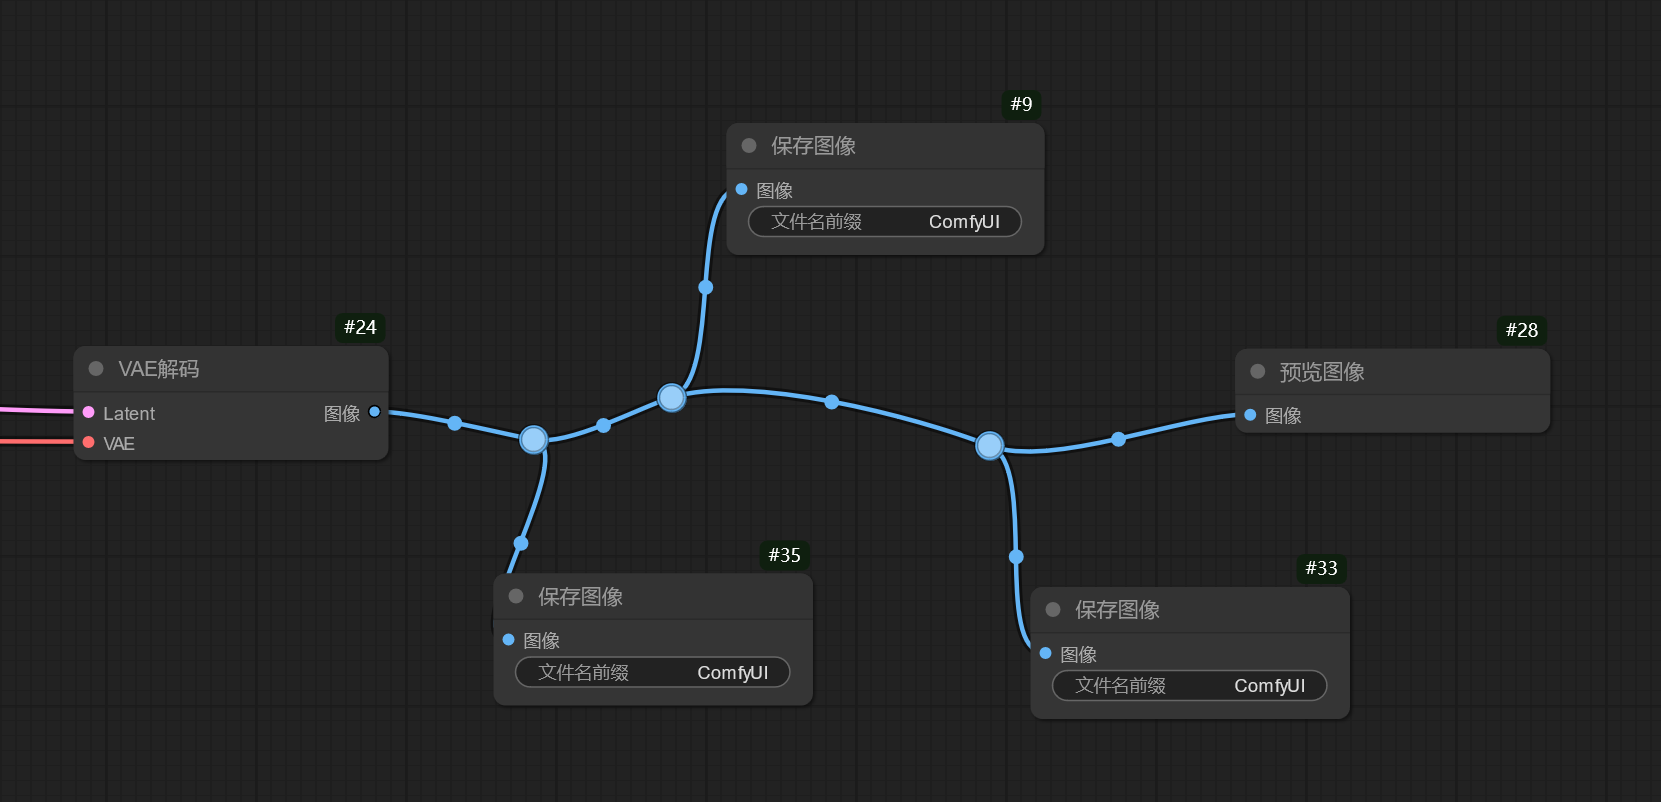 #9
保存图像
图像
文件名前缀 ComfyUI
#24
VAE解码
Latent 图像
VAE
#28
预览图像
图像
#35
保存图像
图像
文件名前缀 ComfyUI
#33
保存图像
图像
文件名前缀 ComfyUI